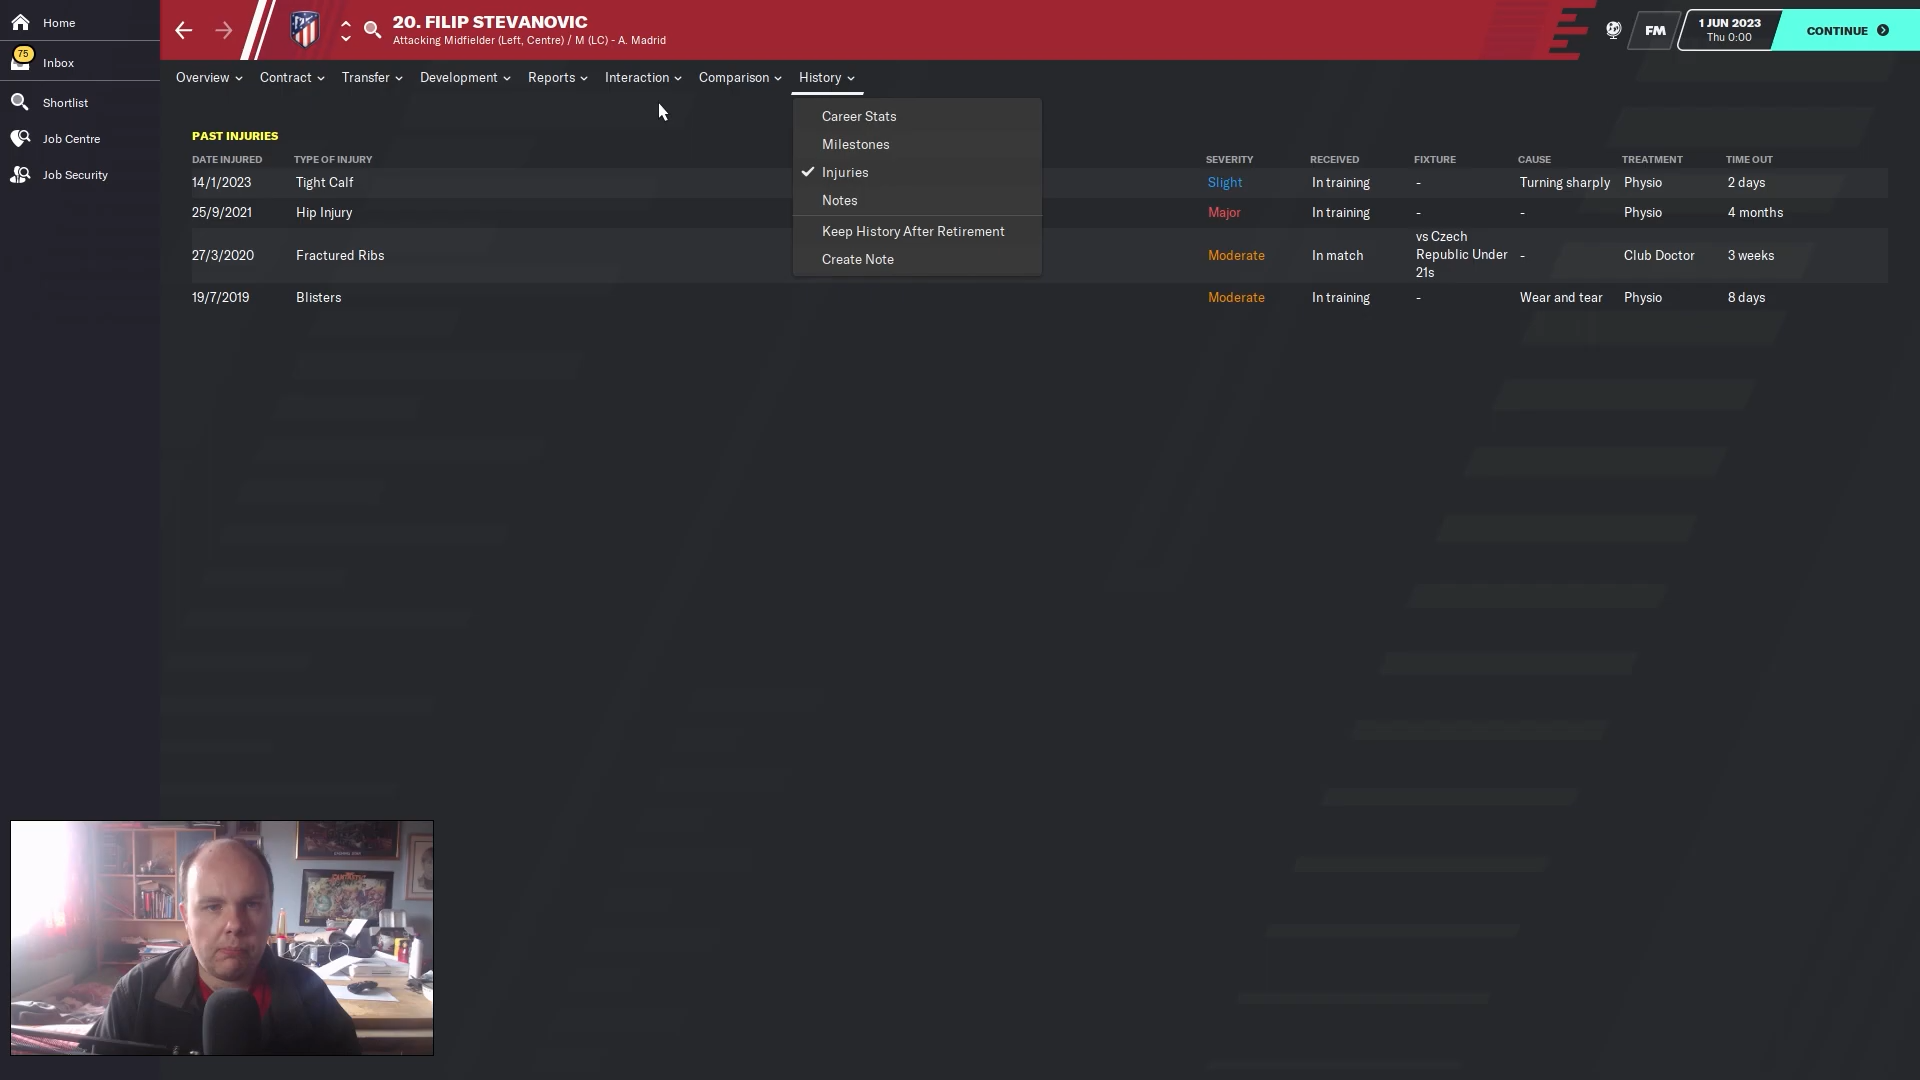 Home
75
Inbox
Shortlist
Job Centre
Job Security
20. FILIP STEVANOVIC
Attacking Midfielder (Left, Centre) / M (LC) - A. Madrid
FM
1 JUN 2023
Thu 0:00
CONTINUE
Overview
Contract
Transfer
Development
Reports
Interaction
Comparison
History
Career Stats
Milestones
Injuries
Notes
Keep History After Retirement
Create Note
PAST INJURIES
DATE INJURED TYPE OF INJURY SEVERITY RECEIVED FIXTURE CAUSE TREATMENT TIME OUT
14/1/2023 Tight Calf Slight In training - Turning sharply Physio 2 days
25/9/2021 Hip Injury Major In training - - Physio 4 months
27/3/2020 Fractured Ribs Moderate In match vs Czech Republic Under 21s - Club Doctor 3 weeks
19/7/2019 Blisters Moderate In training - Wear and tear Physio 8 days